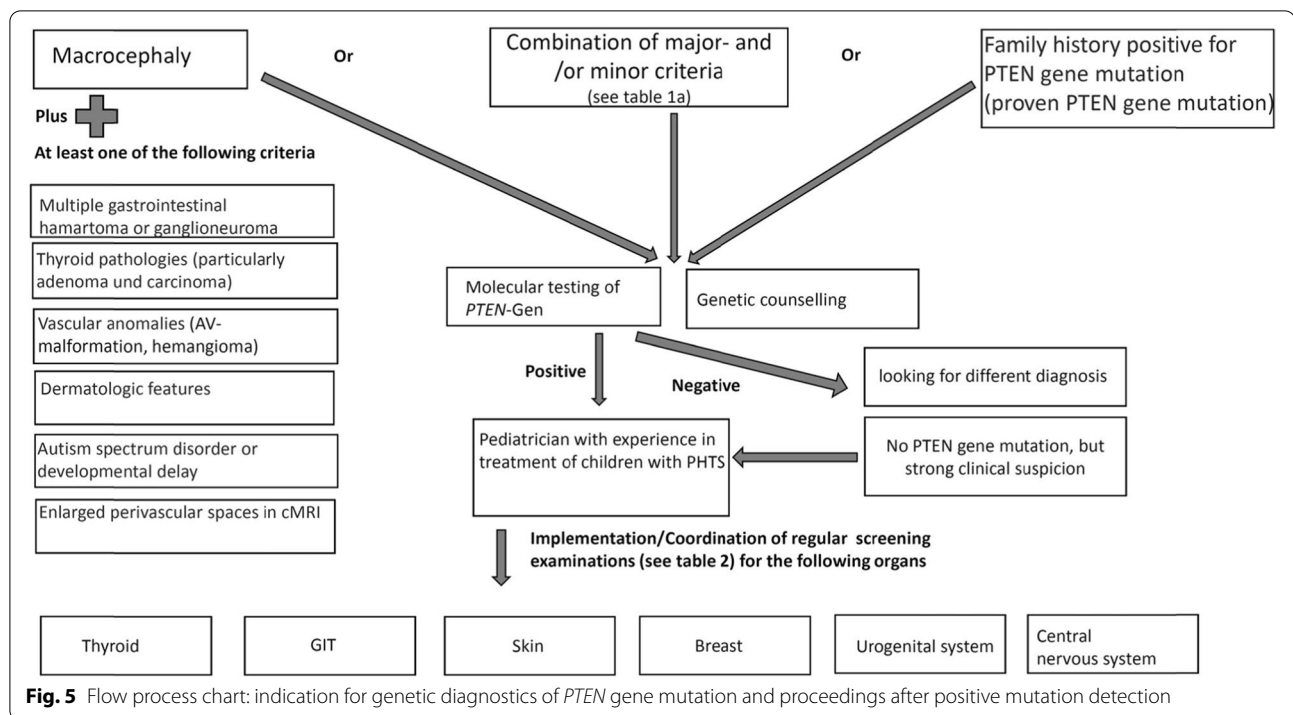 Macrocephaly
Or
Combination of major- and
/or minor criteria
(see table 1a)
Or
Family history positive for
PTEN gene mutation
(proven PTEN gene mutation)
Plus
At least one of the following criteria
Multiple gastrointestinal
hamartoma or ganglioneuroma
Thyroid pathologies (particularly
adenoma und carcinoma)
Vascular anomalies (AV-
malformation, hemangioma)
Dermatologic features
Autism spectrum disorder or
developmental delay
Enlarged perivascular spaces in cMRI
Molecular testing of
PTEN-Gen
Genetic counselling
Positive
Negative
looking for different diagnosis
Pediatrician with experience in
treatment of children with PHTS
No PTEN gene mutation, but
strong clinical suspicion
Implementation/Coordination of regular screening
examinations (see table 2) for the following organs
Thyroid
GIT
Skin
Breast
Urogenital system
Central
nervous system
Fig. 5 Flow process chart: indication for genetic diagnostics of PTEN gene mutation and proceedings after positive mutation detection